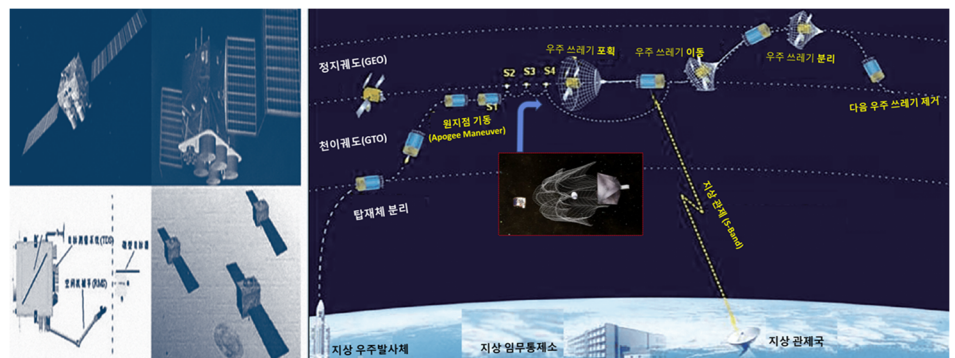 우주 쓰레기 포획
우주 쓰레기 이동
우주 쓰레기 분리
정지궤도(GEO)
S2 S3 S4
S1
다음 우주 쓰레기 제거
원지점 기동
(Apogee Maneuver)
천이궤도(GTO)
탑재체 분리
지상 관제 (S-Band)
(TDS)
(RMS)
지상 우주발사체
지상 임무통제소
지상 관제국